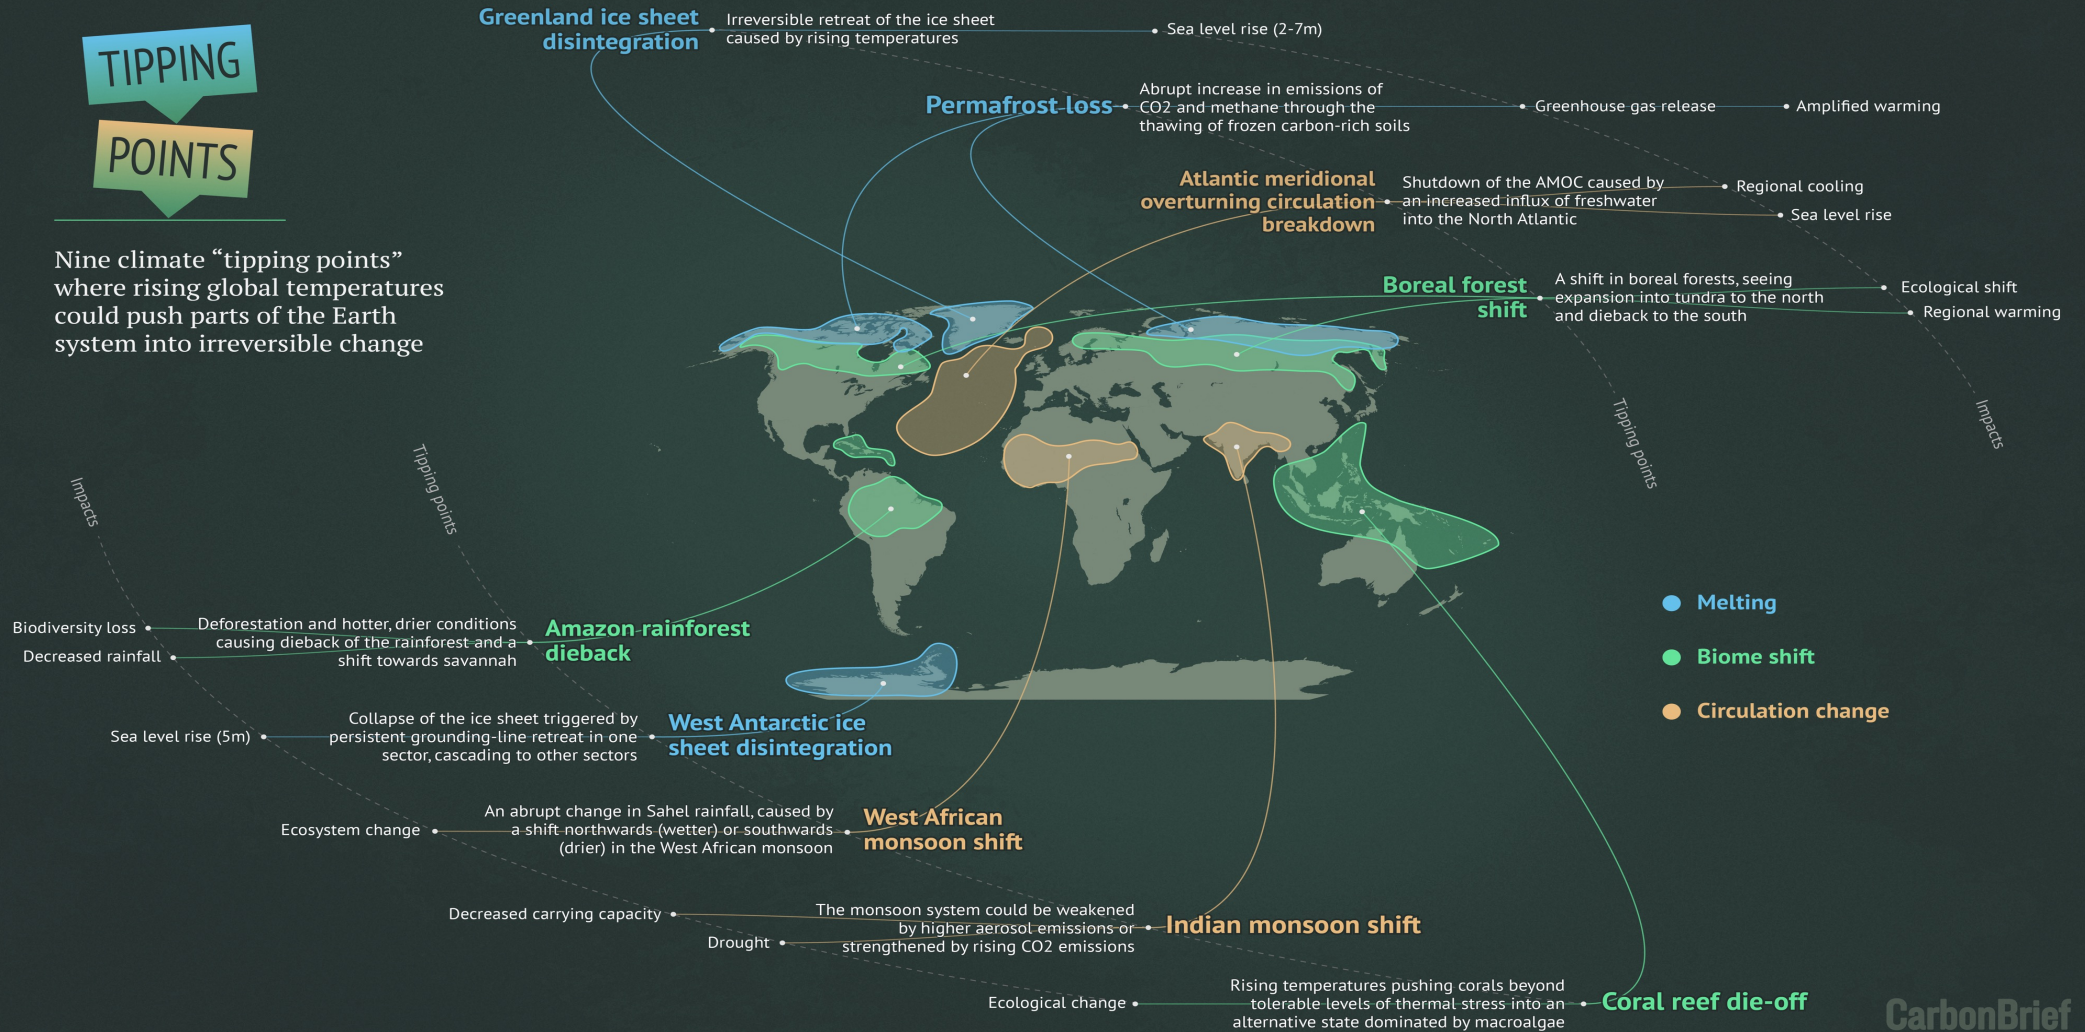 TIPPING
POINTS
Nine climate “tipping points”
where rising global temperatures
could push parts of the Earth
system into irreversible change
Greenland ice sheet
disintegration
Irreversible retreat of the ice sheet
caused by rising temperatures
Sea level rise (2-7m)
Permafrost loss
Abrupt increase in emissions of
CO2 and methane through the
thawing of frozen carbon-rich soils
Greenhouse gas release
Amplified warming
Atlantic meridional
overturning circulation
breakdown
Shutdown of the AMOC caused by
an increased influx of freshwater
into the North Atlantic
Regional cooling
Sea level rise
Boreal forest
shift
A shift in boreal forests, seeing
expansion into tundra to the north
and dieback to the south
Ecological shift
Regional warming
Tipping points
Impacts
Impacts
Tipping points
Biodiversity loss
Decreased rainfall
Deforestation and hotter, drier conditions
causing dieback of the rainforest and a
shift towards savannah
Amazon rainforest
dieback
Sea level rise (5m)
Collapse of the ice sheet triggered by
persistent grounding-line retreat in one
sector, cascading to other sectors
West Antarctic ice
sheet disintegration
Ecosystem change
An abrupt change in Sahel rainfall, caused by
a shift northwards (wetter) or southwards
(drier) in the West African monsoon
West African
monsoon shift
Decreased carrying capacity
Drought
The monsoon system could be weakened
by higher aerosol emissions or
strengthened by rising CO2 emissions
Indian monsoon shift
Ecological change
Rising temperatures pushing corals beyond
tolerable levels of thermal stress into an
alternative state dominated by macroalgae
Coral reef die-off
Melting
Biome shift
Circulation change
CarbonBrief